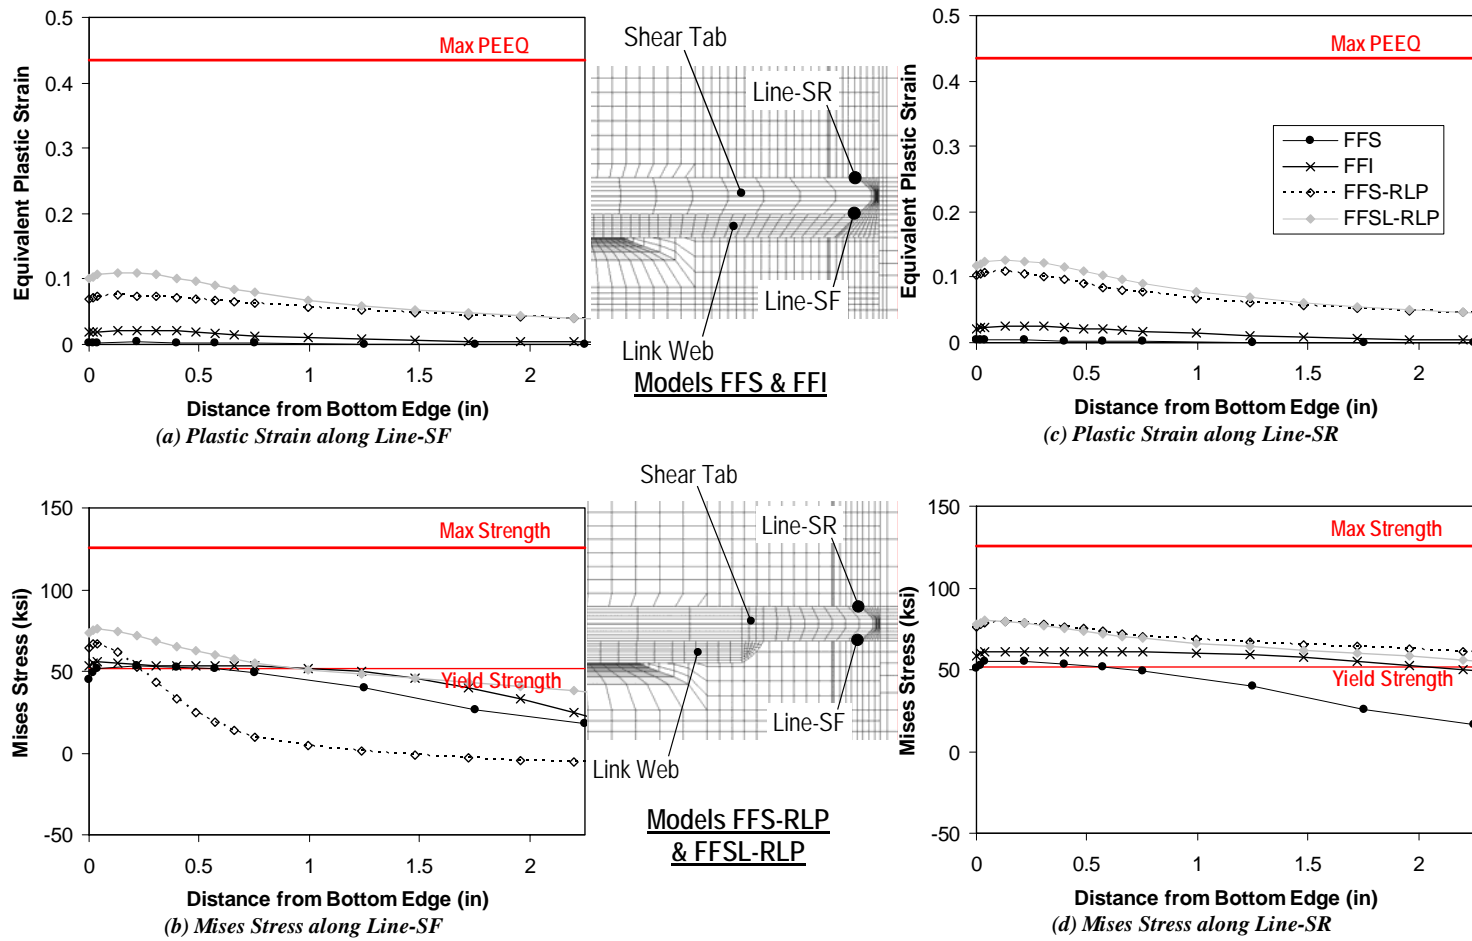 0.5
0.4
0.3
0.2
0.1
0
Equivalent Plastic Strain
Max PEEQ
0 0.5 1 1.5 2
Distance from Bottom Edge (in)
(a) Plastic Strain along Line-SF
Shear Tab
Line-SR
Line-SF
Link Web
Models FFS & FFI
0.5
0.4
0.3
0.2
0.1
0
Equivalent Plastic Strain
Max PEEQ
FFS
FFI
FFS-RLP
FFSL-RLP
0 0.5 1 1.5 2
Distance from Bottom Edge (in)
(c) Plastic Strain along Line-SR
150
100
50
0
-50
Mises Stress (ksi)
Max Strength
Yield Strength
0 0.5 1 1.5 2
Distance from Bottom Edge (in)
(b) Mises Stress along Line-SF
Shear Tab
Line-SR
Line-SF
Link Web
Models FFS-RLP
& FFSL-RLP
150
100
50
0
-50
Mises Stress (ksi)
Max Strength
Yield Strength
0 0.5 1 1.5 2
Distance from Bottom Edge (in)
(d) Mises Stress along Line-SR